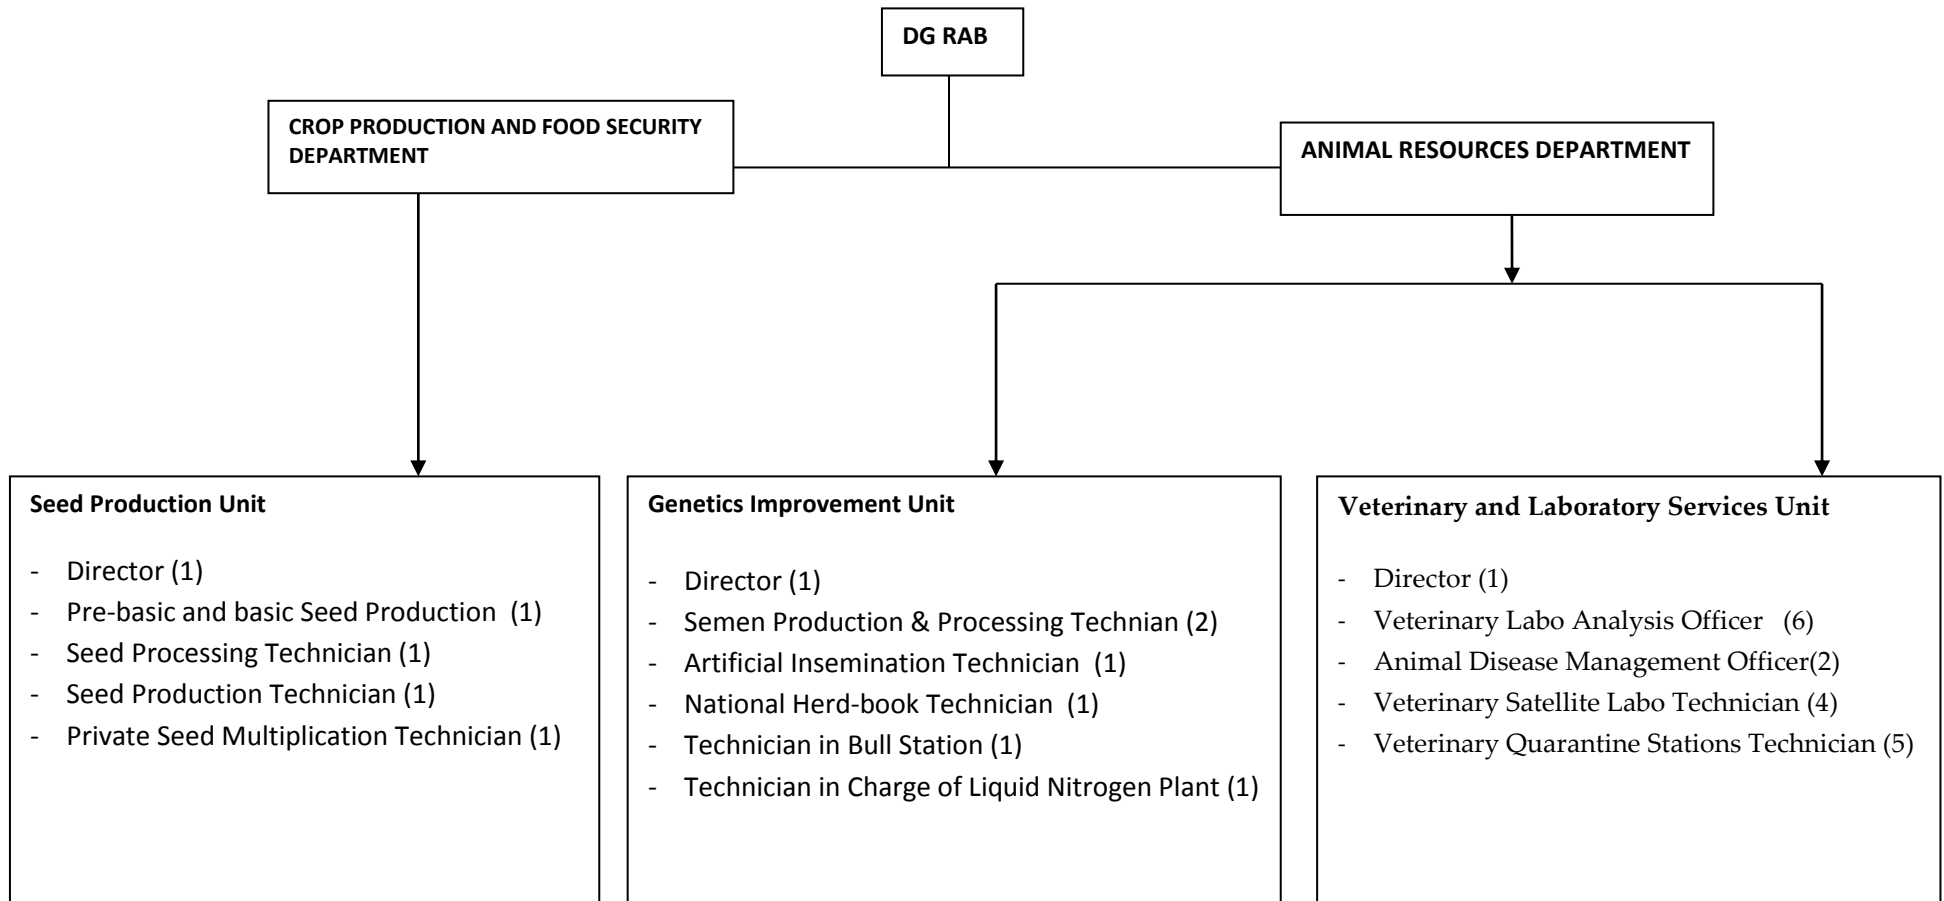 DG RAB
CROP PRODUCTION AND FOOD SECURITY
DEPARTMENT
ANIMAL RESOURCES DEPARTMENT
Seed Production Unit
- Director (1)
- Pre-basic and basic Seed Production (1)
- Seed Processing Technician (1)
- Seed Production Technician (1)
- Private Seed Multiplication Technician (1)
Genetics Improvement Unit
- Director (1)
- Semen Production & Processing Technian (2)
- Artificial Insemination Technician (1)
- National Herd-book Technician (1)
- Technician in Bull Station (1)
- Technician in Charge of Liquid Nitrogen Plant (1)
Veterinary and Laboratory Services Unit
- Director (1)
- Veterinary Labo Analysis Officer (6)
- Animal Disease Management Officer(2)
- Veterinary Satellite Labo Technician (4)
- Veterinary Quarantine Stations Technician (5)